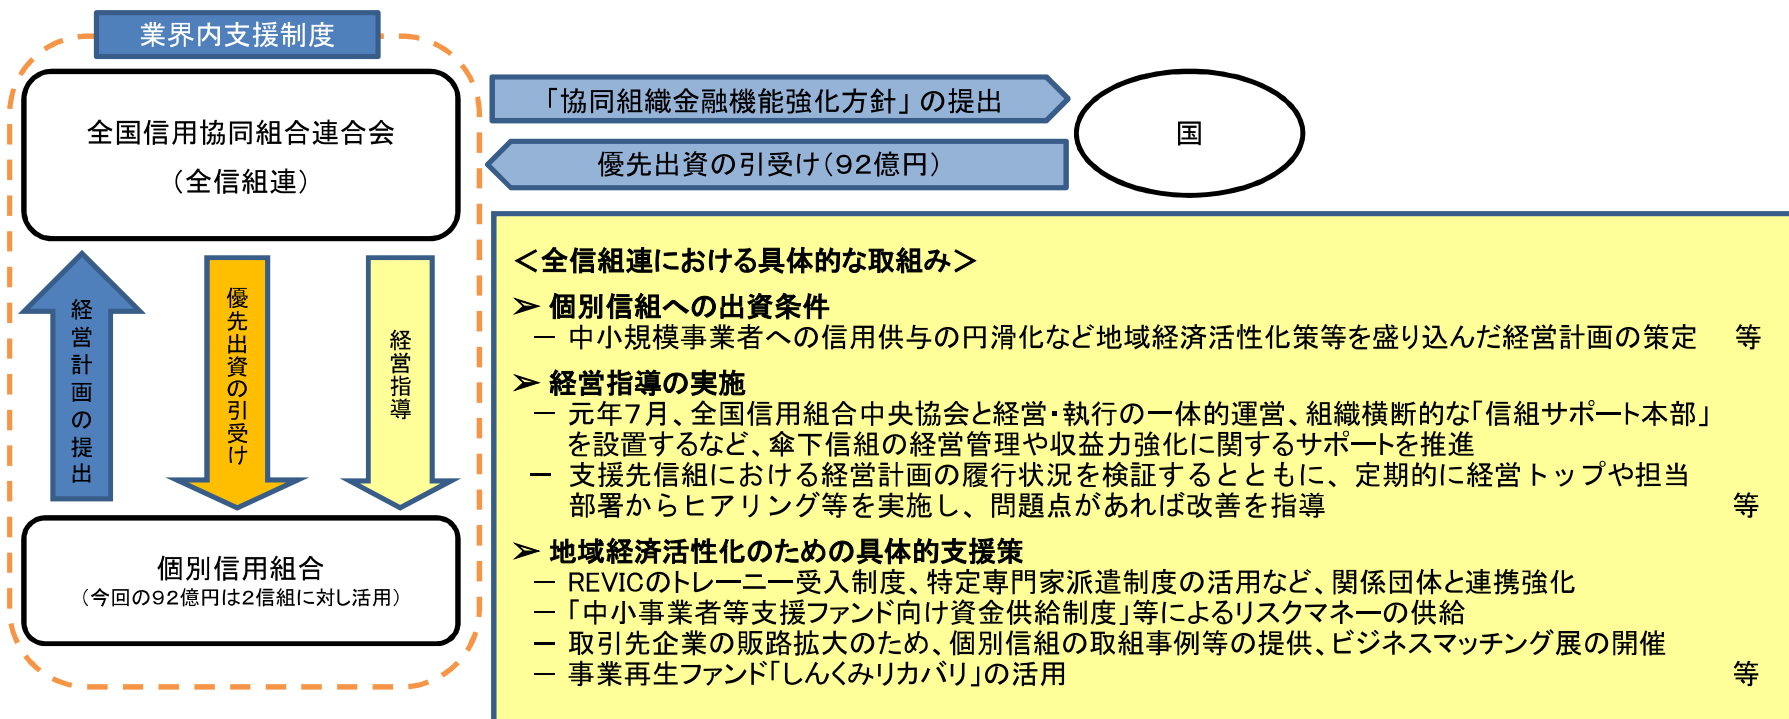 業界内支援制度
全国信用協同組合連合会
（全信組連）
「協同組織金融機能強化方針」の提出
優先出資の引受け（９２億円）
国
経営計画の提出
優先出資の引受け
経営指導
個別信用組合
（今回の９２億円は２信組に対し活用）
＜全信組連における具体的な取組み＞
➢ 個別信組への出資条件
－ 中小規模事業者への信用供与の円滑化など地域経済活性化策等を盛り込んだ経営計画の策定　等
➢ 経営指導の実施
－ 元年７月、全国信用組合中央協会と経営・執行の一体的運営、組織横断的な「信組サポート本部」
を設置するなど、傘下信組の経営管理や収益力強化に関するサポートを推進
－ 支援先信組における経営計画の履行状況を検証するとともに、定期的に経営トップや担当
部署からヒアリング等を実施し、問題点があれば改善を指導　等
➢ 地域経済活性化のための具体的支援策
－ REVICのトレーニー受入制度、特定専門家派遣制度の活用など、関係団体と連携強化
－ 「中小事業者等支援ファンド向け資金供給制度」等によるリスクマネーの供給
－ 取引先企業の販路拡大のため、個別信組の取組事例等の提供、ビジネスマッチング展の開催
－ 事業再生ファンド「しんくみリカバリ」の活用　等